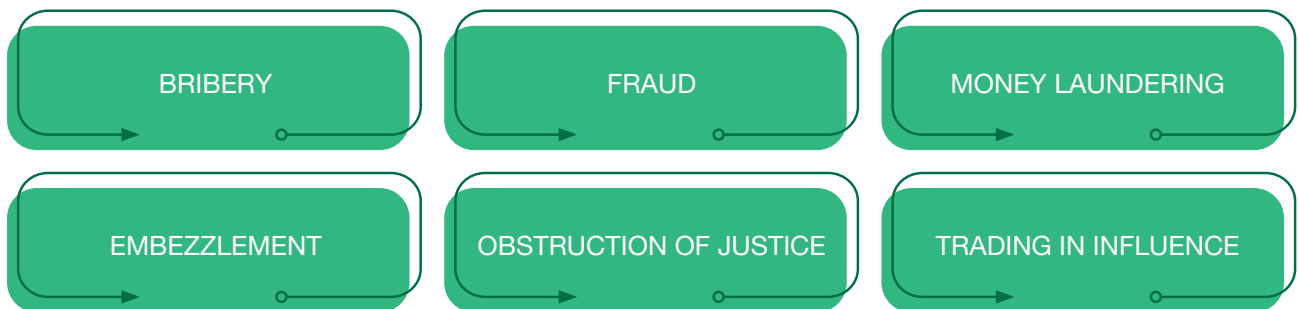 BRIBERY
FRAUD
MONEY LAUNDERING
EMBEZZLEMENT
OBSTRUCTION OF JUSTICE
TRADING IN INFLUENCE